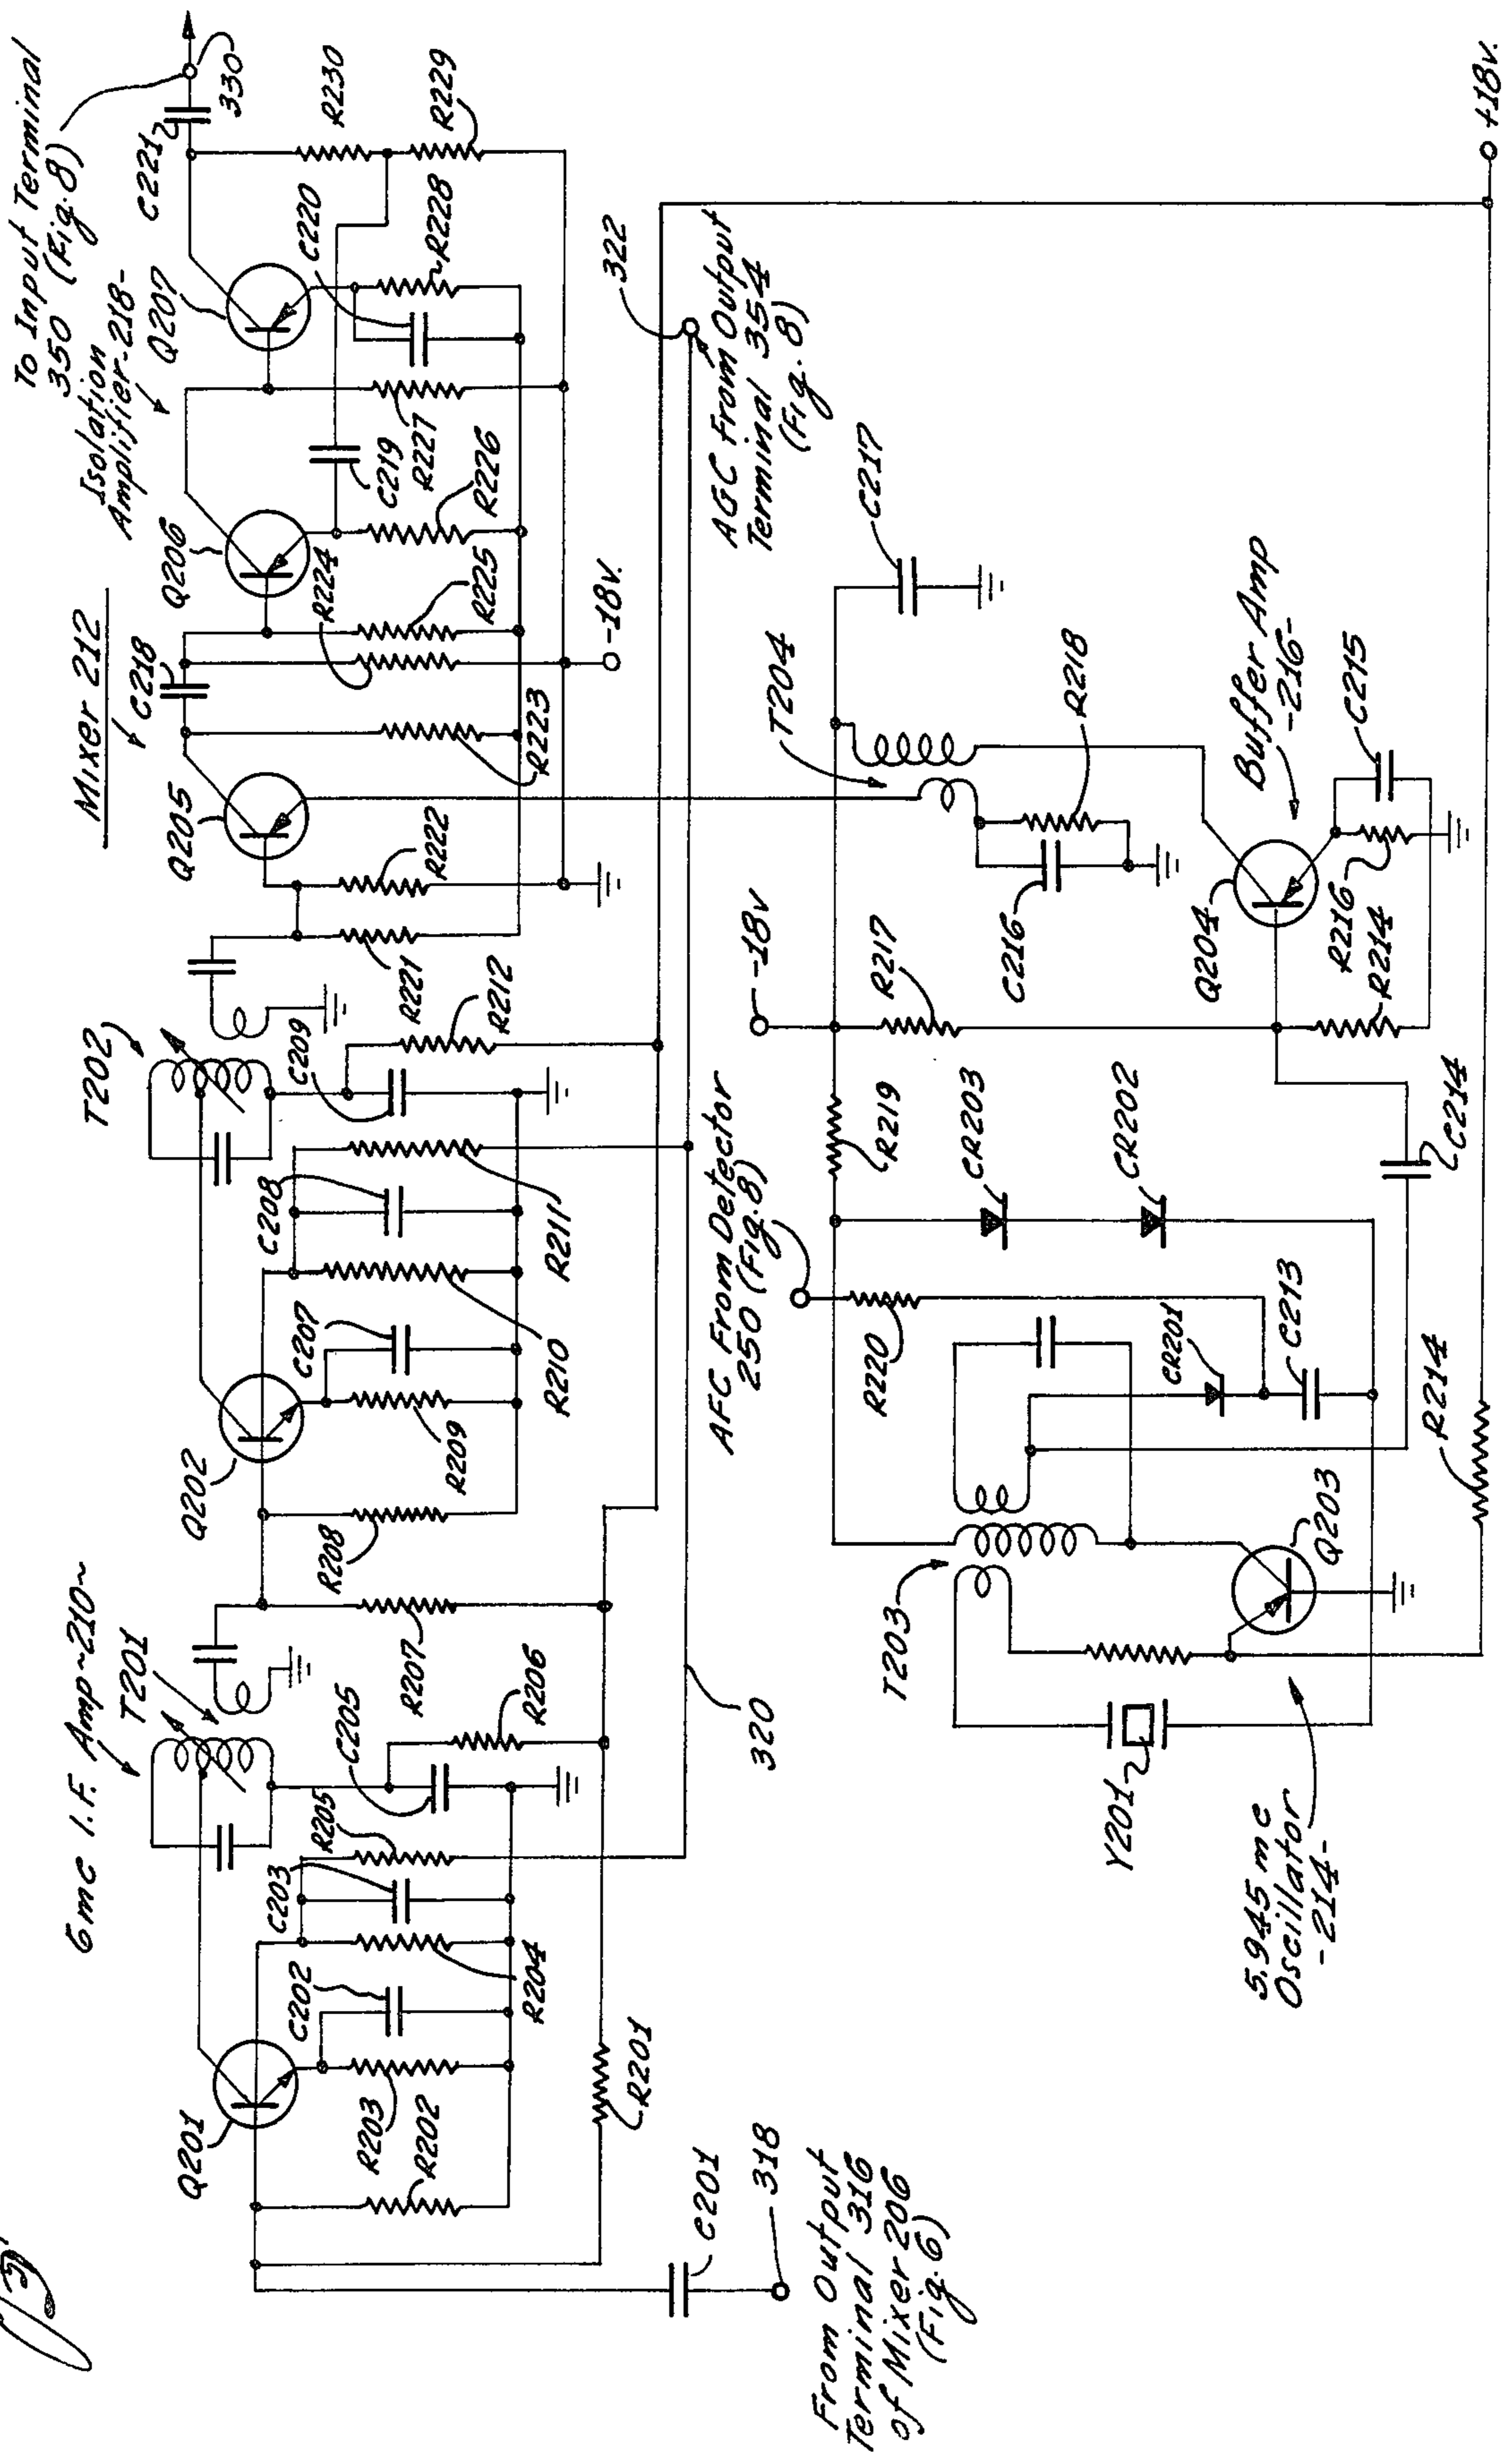 6mc I.F. Amp~210~
T201
Q201
R203
R202
C202
R204
C203
R205
C205
R206
R201
C201
318
From Output
Terminal 316
of Mixer 206
(Fig.6)
320
R207
R208
Q202
R209
C207
R210
C208
R211
T202
C209
R212
R221
R222
Mixer 212
Q205
R223
C218
R224
R225
Q206
R226
C219
R227
Isolation
Amplifier-218-
Q207
C220
R228
R229
R230
C221
330
To Input Terminal
350 (Fig.8)
-18v.
322
AGC From Output
Terminal 354
(Fig.8)
AFC From Detector
250 (Fig.8)
R220
R219
-18v
R217
CR203
CR202
CR201
C213
T203
Y201
5.945 mc
Oscillator
-214-
Q203
R214
C214
T204
C217
R218
C216
Q204
Buffer Amp
-216-
R216
R214
C215
+18v.